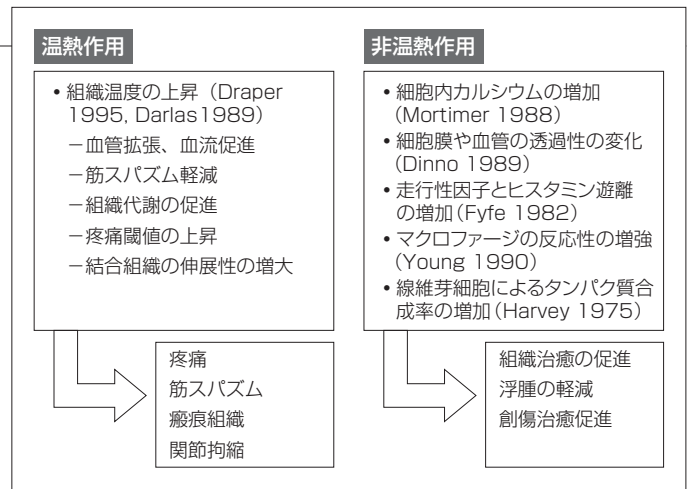 温熱作用
• 組織温度の上昇（Draper
1995, Darlas1989）
－血管拡張、血流促進
－筋スパズム軽減
－組織代謝の促進
－疼痛閾値の上昇
－結合組織の伸展性の増大
疼痛
筋スパズム
瘢痕組織
関節拘縮
非温熱作用
• 細胞内カルシウムの増加
（Mortimer 1988）
• 細胞膜や血管の透過性の変化
（Dinno 1989）
• 走行性因子とヒスタミン遊離
の増加（Fyfe 1982）
• マクロファージの反応性の増強
（Young 1990）
• 線維芽細胞によるタンパク質合
成率の増加（Harvey 1975）
組織治癒の促進
浮腫の軽減
創傷治癒促進